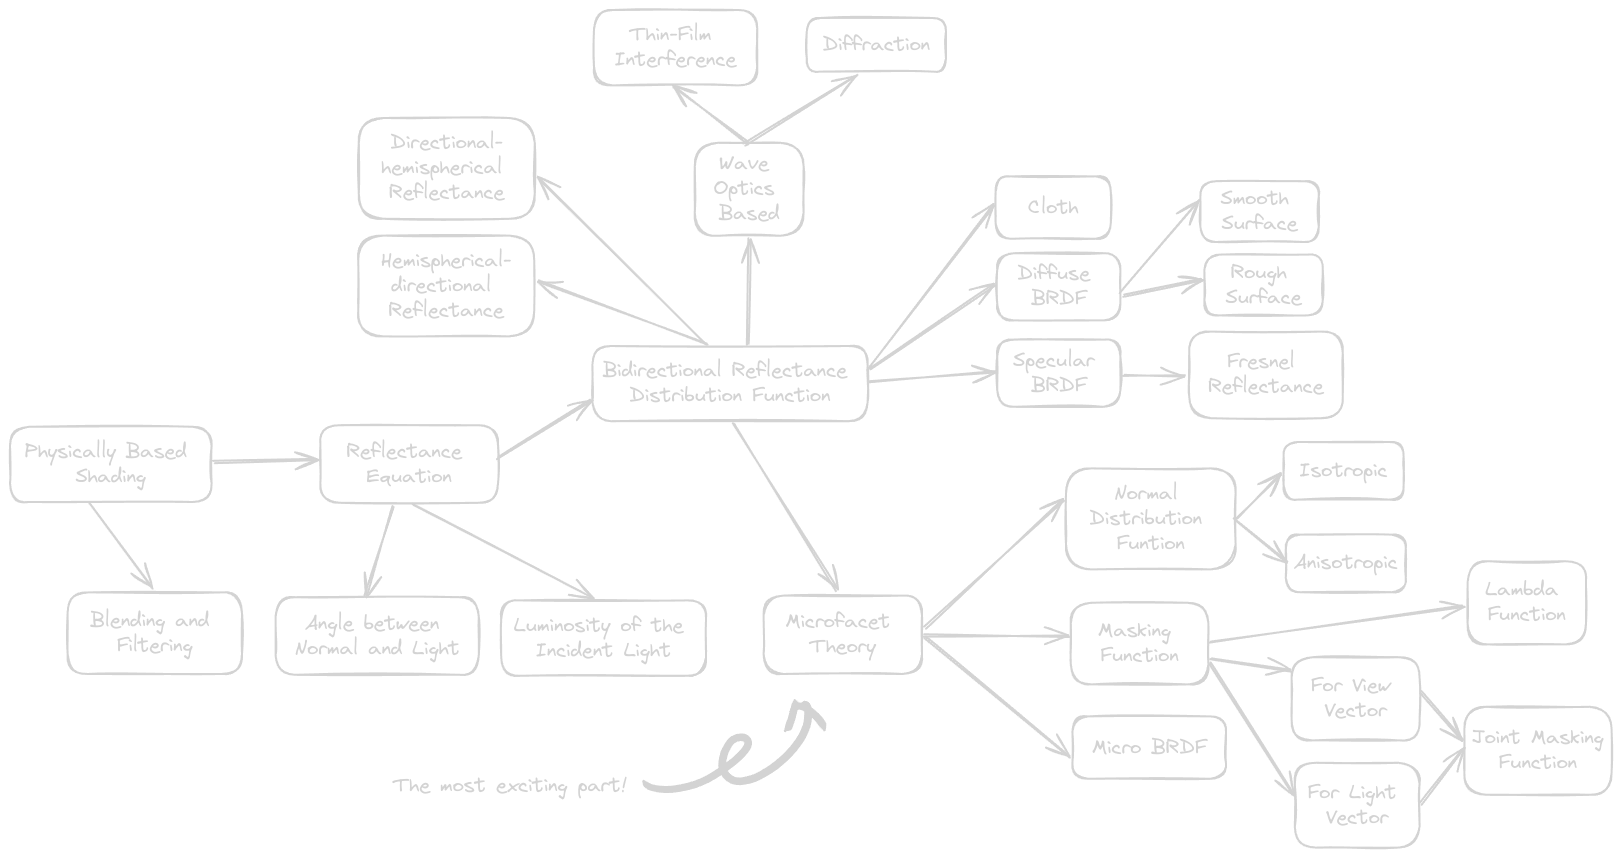 Thin-Film
Interference
Diffraction
Directional-
hemispherical
Reflectance
Wave
Optics
Based
Cloth
Smooth
Surface
Hemispherical-
directional
Reflectance
Diffuse
BRDF
Rough
Surface
Bidirectional Reflectance
Distribution Function
Specular
BRDF
Fresnel
Reflectance
Physically Based
Shading
Reflectance
Equation
Normal
Distribution
Funtion
Isotropic
Anisotropic
Blending and
Filtering
Angle between
Normal and Light
Luminosity of the
Incident Light
Microfacet
Theory
Masking
Function
Lambda
Function
For View
Vector
Micro BRDF
Joint Masking
Function
For Light
Vector
The most exciting part!